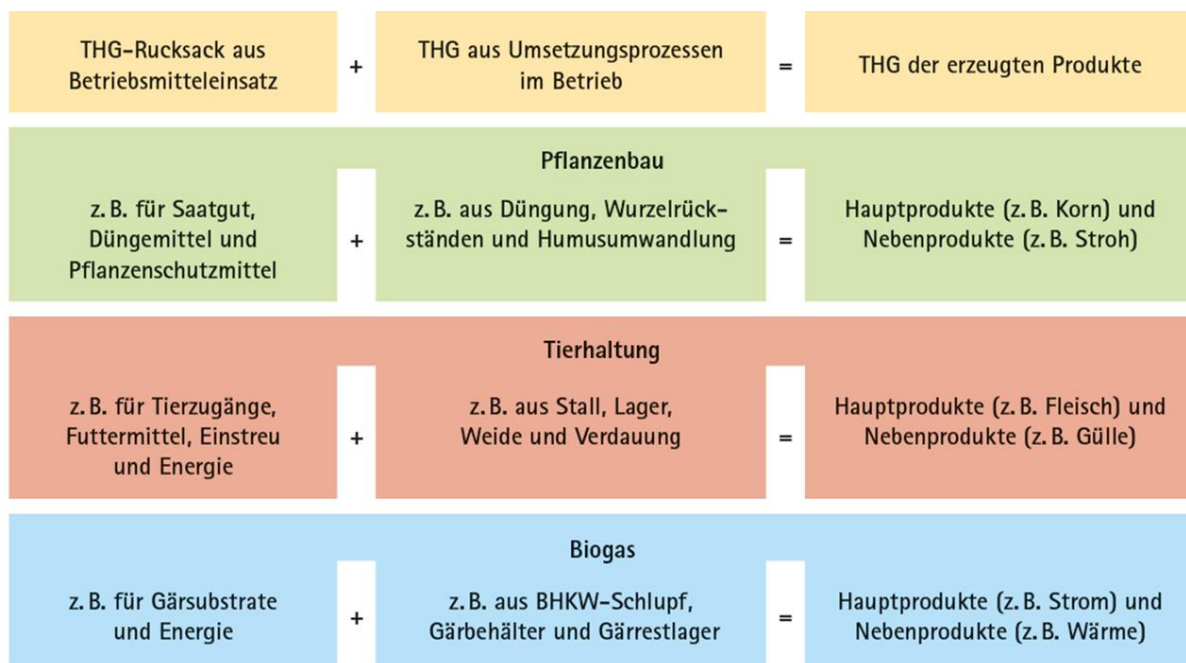 THG-Rucksack aus
Betriebsmitteleinsatz
+
THG aus Umsetzungsprozessen
im Betrieb
=
THG der erzeugten Produkte
Pflanzenbau
z. B. für Saatgut,
Düngemittel und
Pflanzenschutzmittel
+
z. B. aus Düngung, Wurzelrück-
ständen und Humusumwandlung
=
Hauptprodukte (z. B. Korn) und
Nebenprodukte (z. B. Stroh)
Tierhaltung
z. B. für Tierzugänge,
Futtermittel, Einstreu
und Energie
+
z. B. aus Stall, Lager,
Weide und Verdauung
=
Hauptprodukte (z. B. Fleisch) und
Nebenprodukte (z. B. Gülle)
Biogas
z. B. für Gärsubstrate
und Energie
+
z. B. aus BHKW-Schlupf,
Gärbehälter und Gärrestlager
=
Hauptprodukte (z. B. Strom) und
Nebenprodukte (z. B. Wärme)